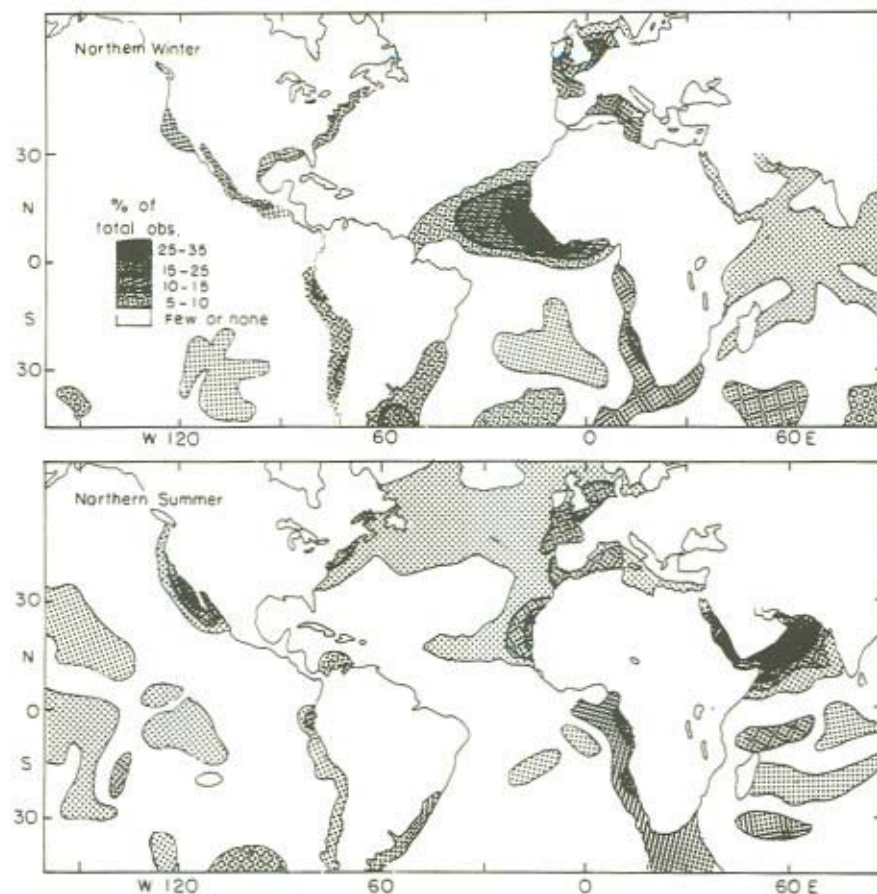 Northern Winter
30
N
0
S
30
% of
total obs.
25-35
15-25
10-15
5-10
Few or none
W 120
60
0
60 E
Northern Summer
30
N
0
S
30
W 120
60
0
60 E